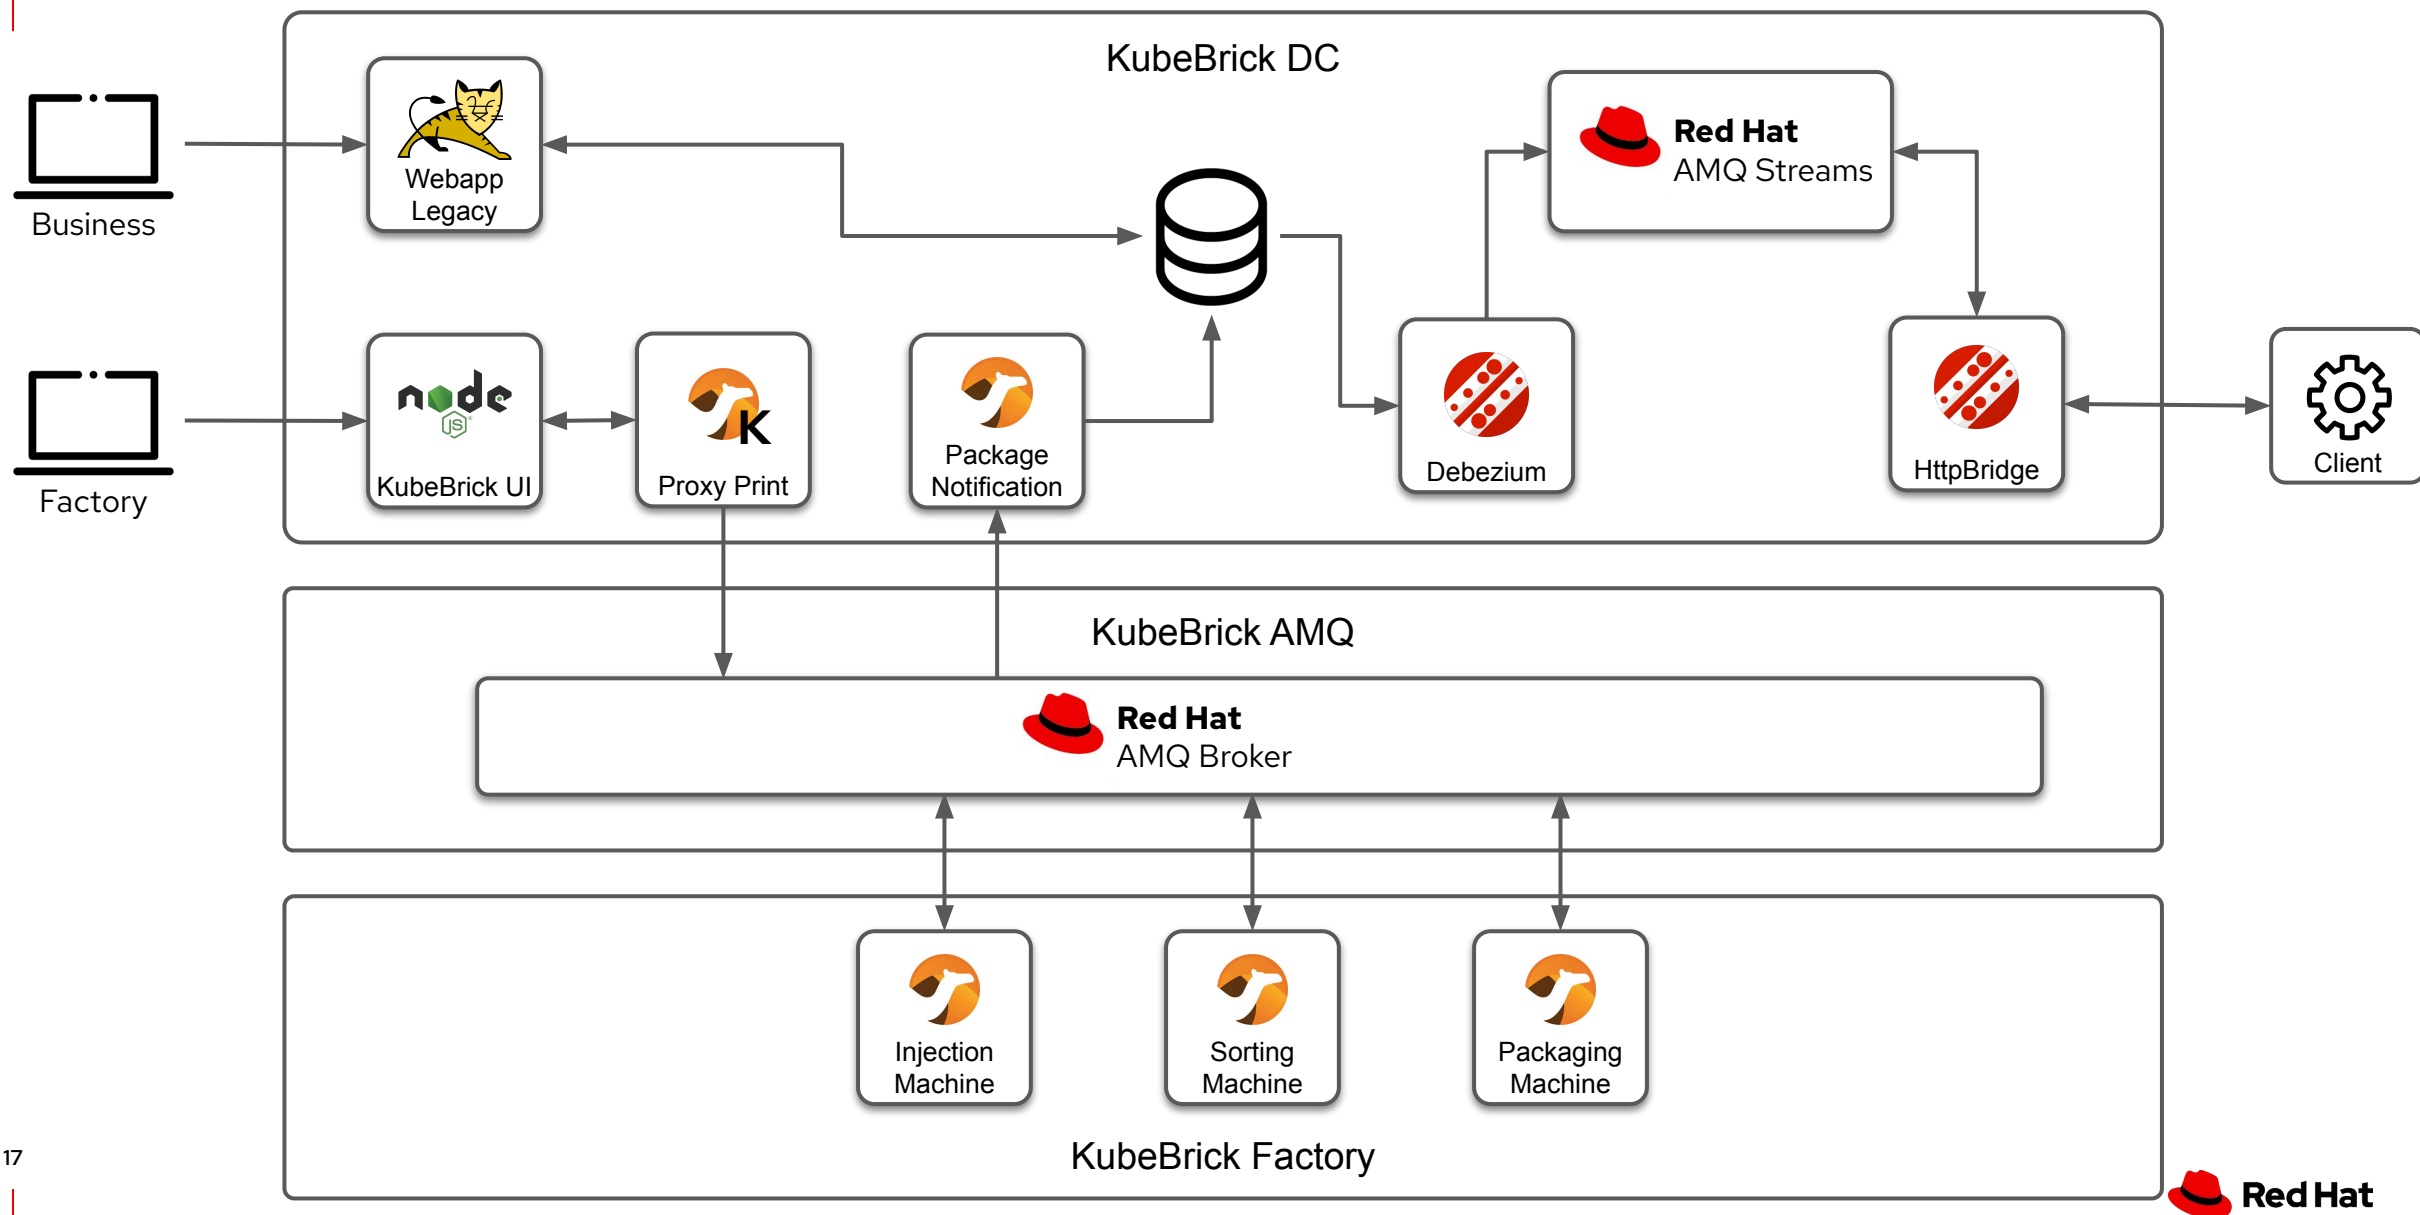 KubeBrick DC
Business
Webapp
Legacy
Red Hat
AMQ Streams
Factory
node
JS
KubeBrick UI
K
Proxy Print
Package
Notification
Debezium
HttpBridge
Client
KubeBrick AMQ
Red Hat
AMQ Broker
Injection
Machine
Sorting
Machine
Packaging
Machine
KubeBrick Factory
17
Red Hat